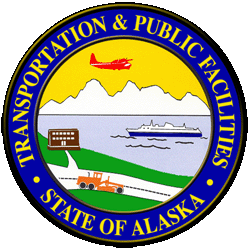 TRANSPORTATION & PUBLIC FACILITIES
STATE OF ALASKA